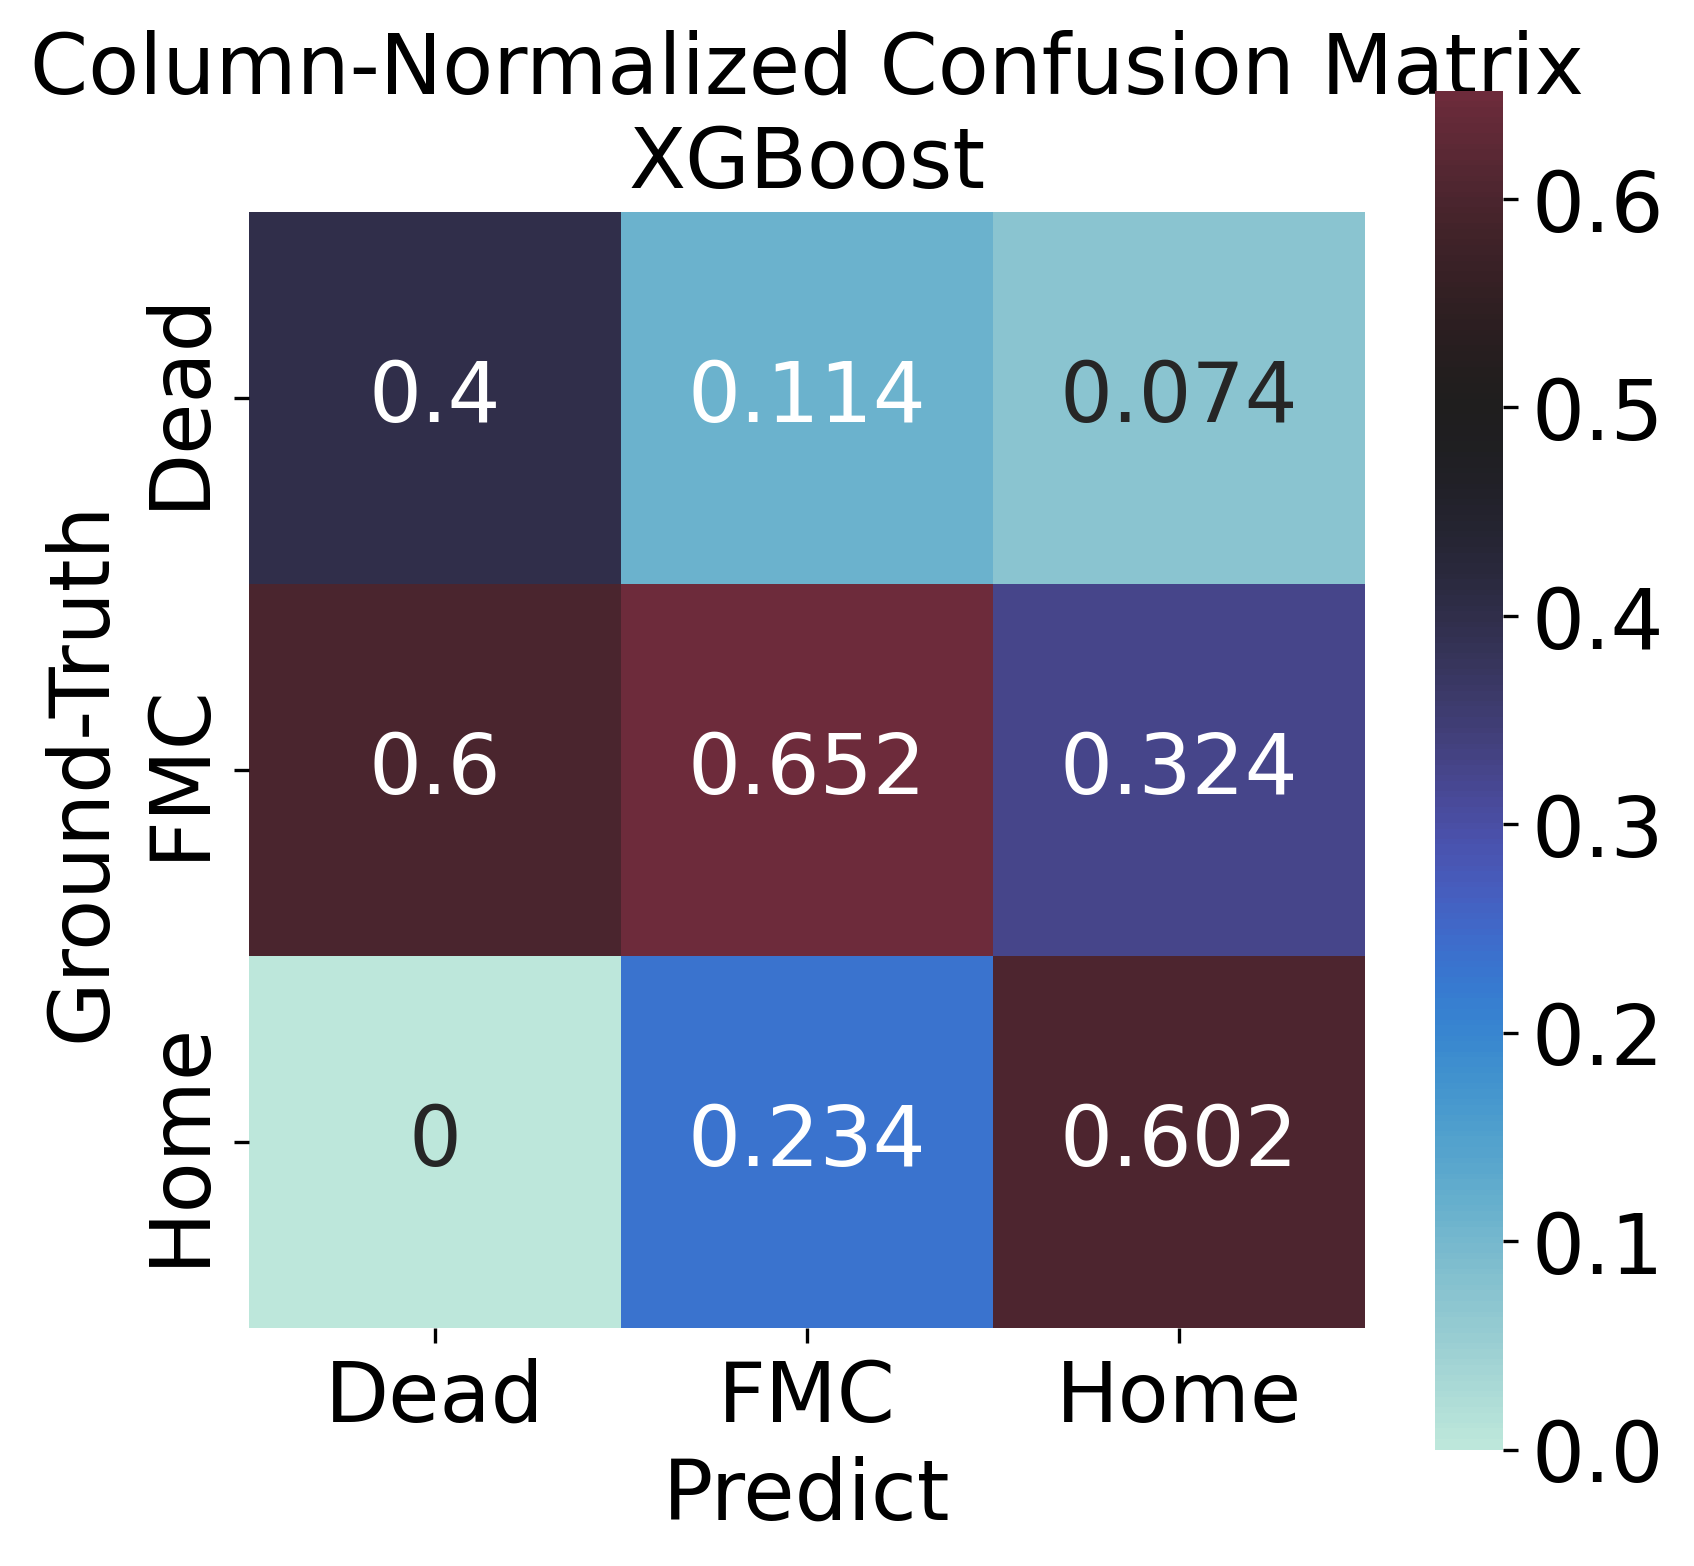 Column-Normalized Confusion Matrix
XGBoost
Ground-Truth
Dead
0.4 0.114 0.074
FMC
0.6 0.652 0.324
Home
0 0.234 0.602
Dead FMC Home
Predict
0.6
0.5
0.4
0.3
0.2
0.1
0.0